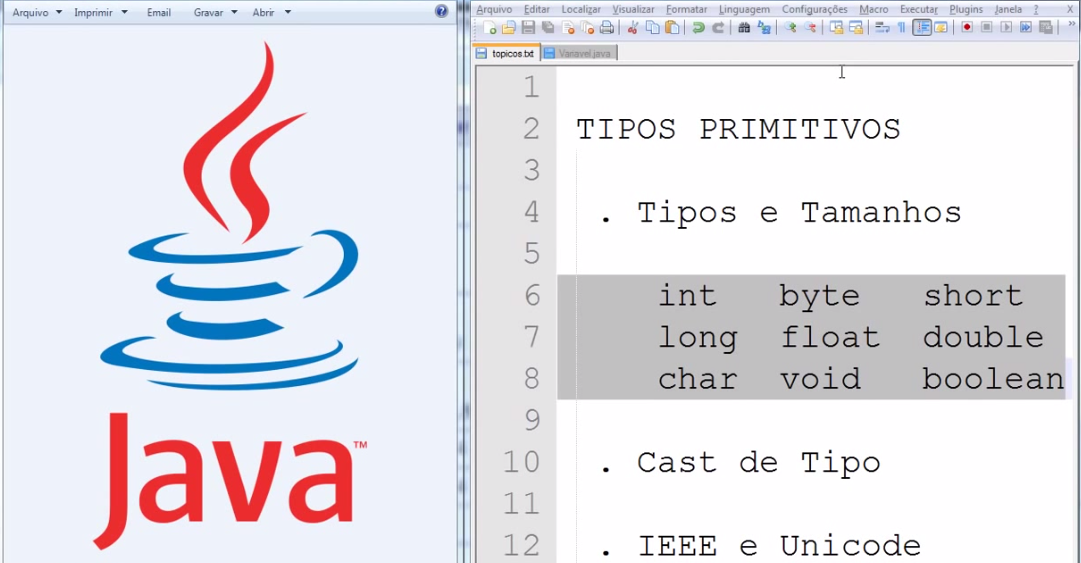 Arquivo Imprimir Email Gravar Abrir
Java™
Arquivo Editar Localizar Visualizar Formatar Linguagem Configurações Macro Executar Plugins Janela ? X
topicos.txt Variavel.java
1
2 TIPOS PRIMITIVOS
3
4 . Tipos e Tamanhos
5
6 int byte short
7 long float double
8 char void boolean
9
10 . Cast de Tipo
11
12 . IEEE e Unicode